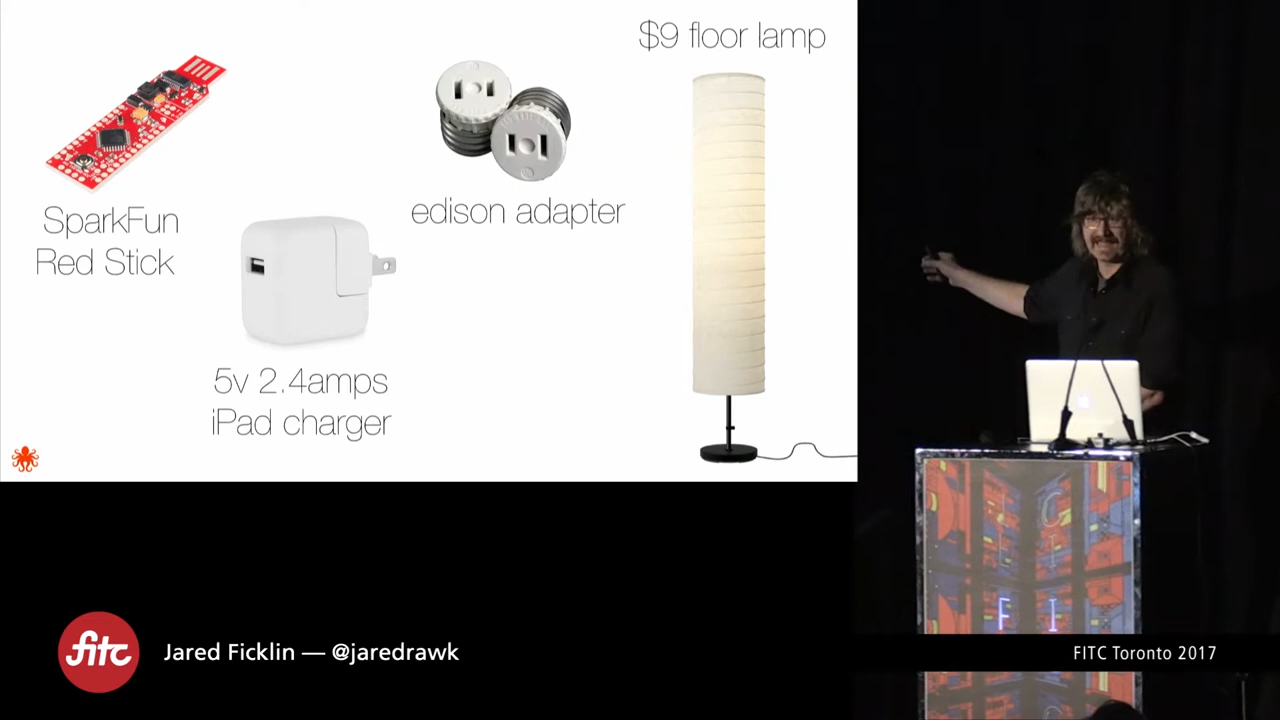 $9 floor lamp
SparkFun
Red Stick
edison adapter
5v 2.4amps
iPad charger
F I
fitc
Jared Ficklin — @jaredrawk
FITC Toronto 2017